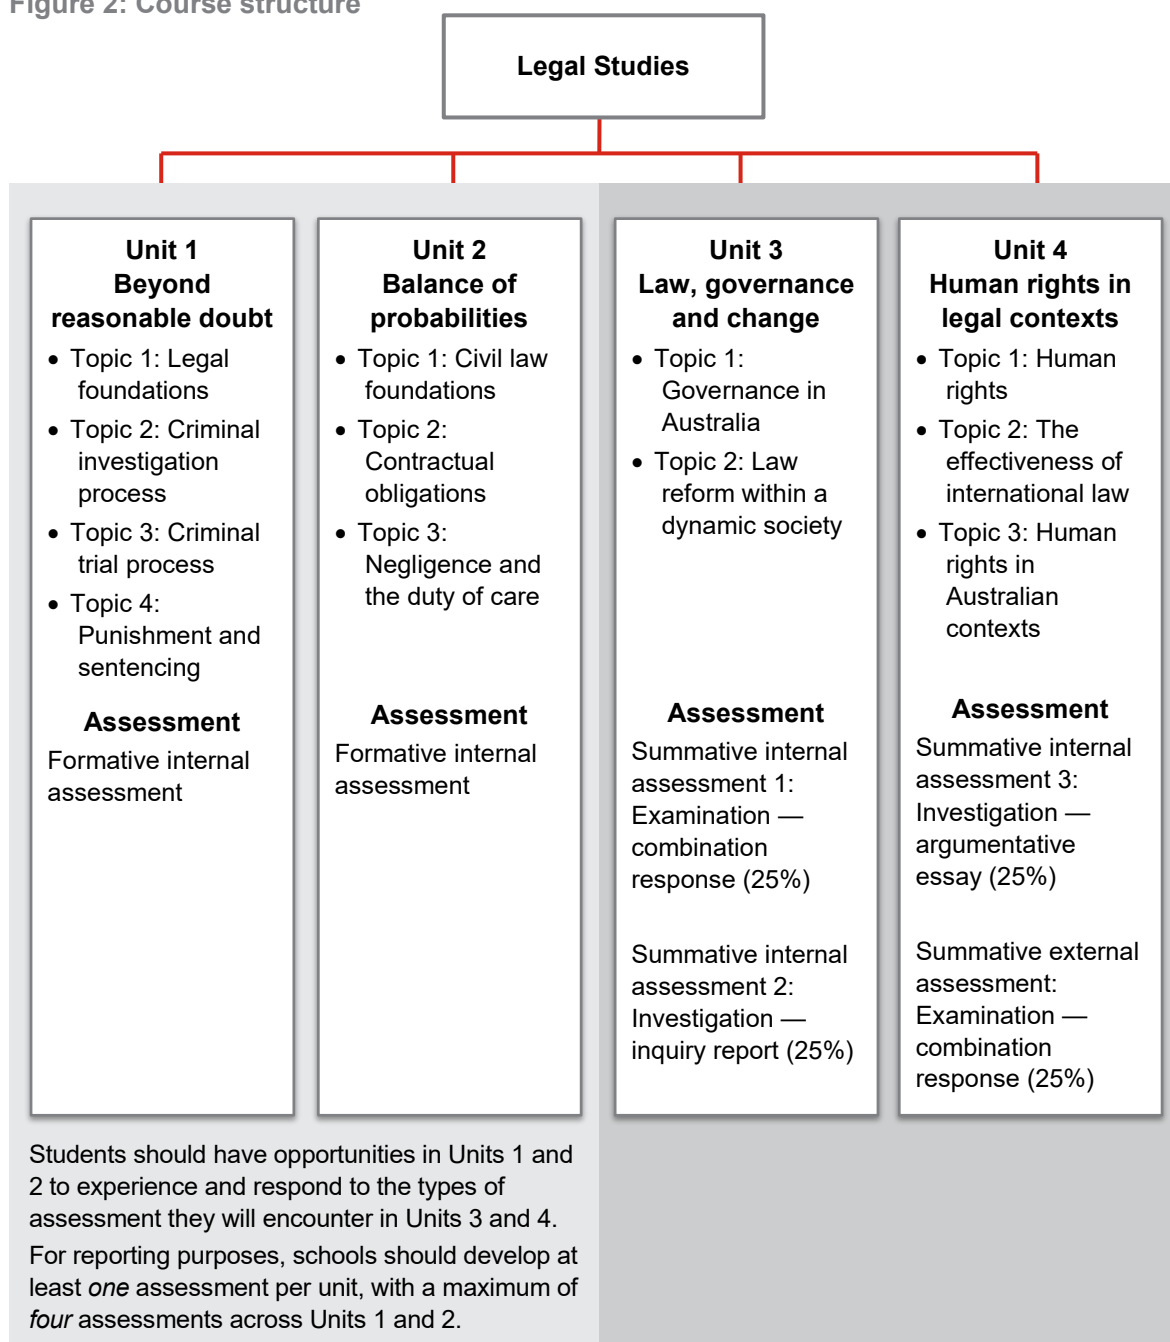 Figure 2: Course structure
Legal Studies
Unit 1
Beyond
reasonable doubt
• Topic 1: Legal
foundations
• Topic 2: Criminal
investigation
process
• Topic 3: Criminal
trial process
• Topic 4:
Punishment and
sentencing
Assessment
Formative internal
assessment
Unit 2
Balance of
probabilities
• Topic 1: Civil law
foundations
• Topic 2:
Contractual
obligations
• Topic 3:
Negligence and
the duty of care
Assessment
Formative internal
assessment
Unit 3
Law, governance
and change
• Topic 1:
Governance in
Australia
• Topic 2: Law
reform within a
dynamic society
Assessment
Summative internal
assessment 1:
Examination —
combination
response (25%)
Summative internal
assessment 2:
Investigation —
inquiry report (25%)
Unit 4
Human rights in
legal contexts
• Topic 1: Human
rights
• Topic 2: The
effectiveness of
international law
• Topic 3: Human
rights in
Australian
contexts
Assessment
Summative internal
assessment 3:
Investigation —
argumentative
essay (25%)
Summative external
assessment:
Examination —
combination
response (25%)
Students should have opportunities in Units 1 and
2 to experience and respond to the types of
assessment they will encounter in Units 3 and 4.
For reporting purposes, schools should develop at
least one assessment per unit, with a maximum of
four assessments across Units 1 and 2.